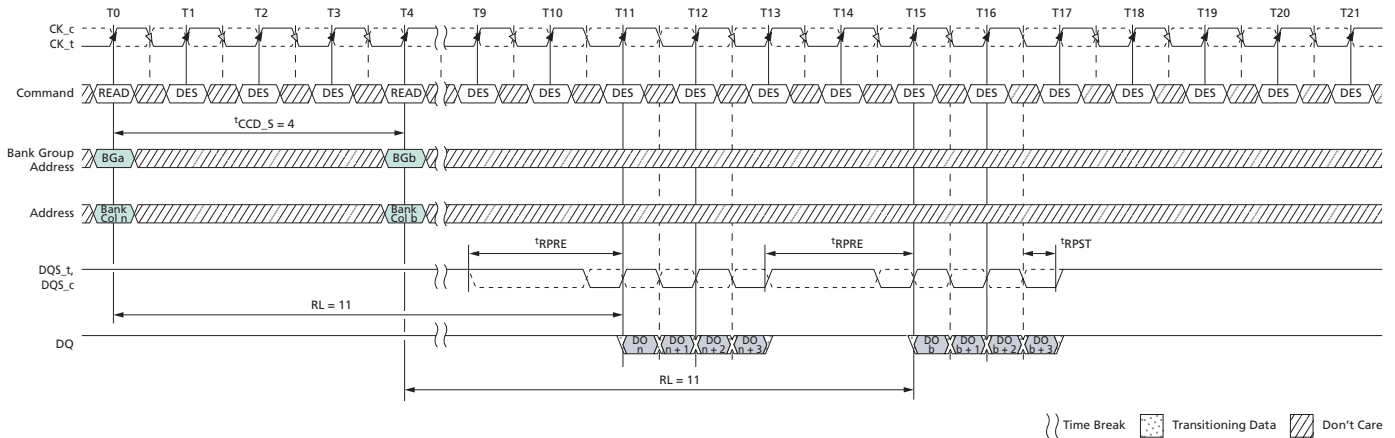 T0 T1 T2 T3 T4 T9 T10 T11 T12 T13 T14 T15 T16 T17 T18 T19 T20 T21
CK_c
CK_t
Command READ DES DES DES READ DES DES DES DES DES DES DES DES DES DES DES DES DES
tCCD_S = 4
Bank Group
Address
BGa BGb
Address
Bank
Col n
Bank
Col b
tRPRE tRPRE tRPST
DQS_t,
DQS_c
RL = 11
DQ
DO
n
DO
n + 1
DO
n + 2
DO
n + 3
DO
b
DO
b + 1
DO
b + 2
DO
b + 3
RL = 11
Time Break Transitioning Data Don't Care